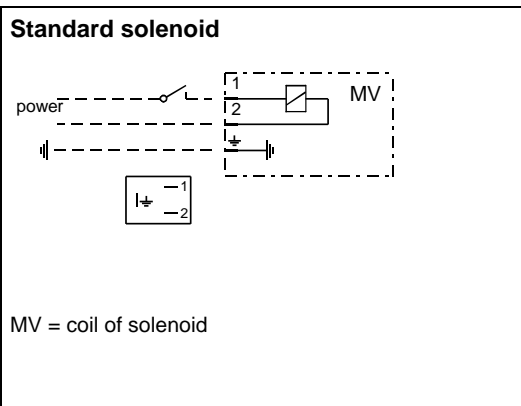 Standard solenoid
1
MV
power
2
1
2
MV = coil of solenoid